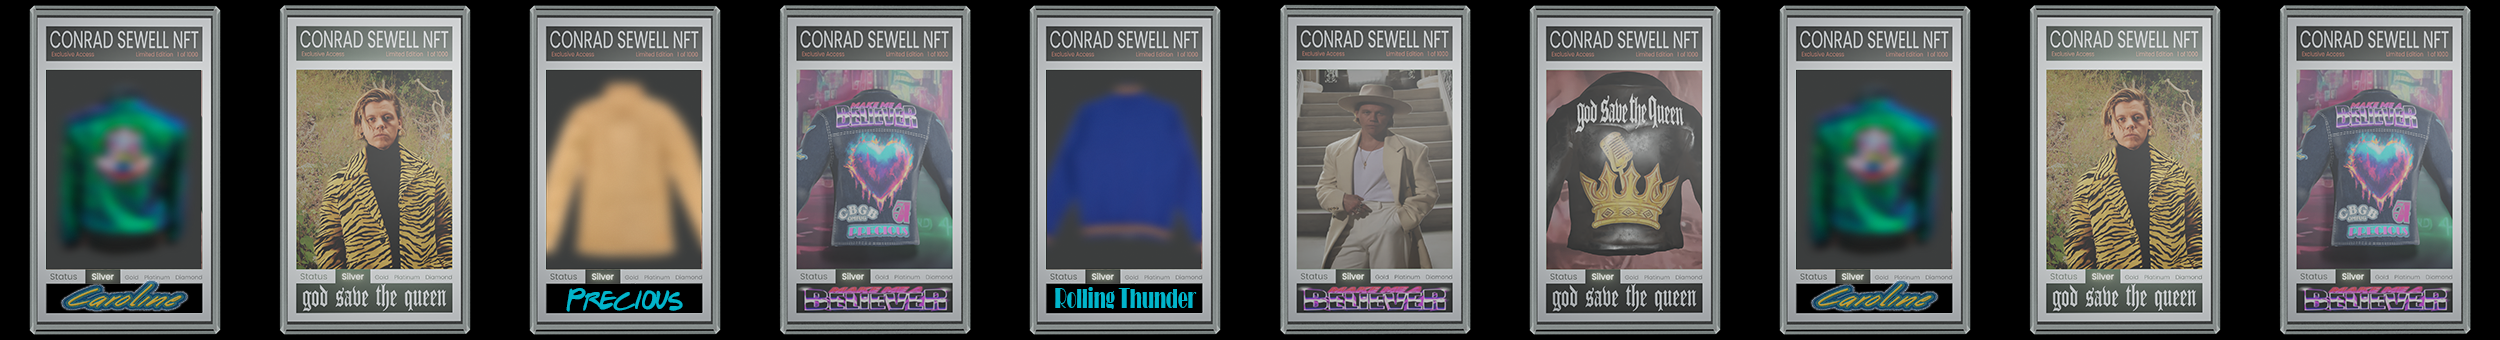 CONRAD SEWELL NFT
Exclusive Access Limited Edition 1 of 1000
Status Silver Gold Platinum Diamond
Caroline
CONRAD SEWELL NFT
Exclusive Access Limited Edition 1 of 1000
Status Silver Gold Platinum Diamond
god save the queen
CONRAD SEWELL NFT
Exclusive Access Limited Edition 1 of 1000
Status Silver Gold Platinum Diamond
PRECIOUS
CONRAD SEWELL NFT
Exclusive Access Limited Edition 1 of 1000
MAKE ME A
BELIEVER
CBGB
Status Silver Gold Platinum Diamond
MAKE ME A
BELIEVER
CONRAD SEWELL NFT
Exclusive Access Limited Edition 1 of 1000
Status Silver Gold Platinum Diamond
Rolling Thunder
CONRAD SEWELL NFT
Exclusive Access Limited Edition 1 of 1000
Status Silver Gold Platinum Diamond
MAKE ME A
BELIEVER
CONRAD SEWELL NFT
Exclusive Access Limited Edition 1 of 1000
god save the Queen
Status Silver Gold Platinum Diamond
god save the queen
CONRAD SEWELL NFT
Exclusive Access Limited Edition 1 of 1000
Status Silver Gold Platinum Diamond
Caroline
CONRAD SEWELL NFT
Exclusive Access Limited Edition 1 of 1000
Status Silver Gold Platinum Diamond
god save the queen
CONRAD SEWELL NFT
Exclusive Access Limited Edition 1 of 1000
MAKE ME A
BELIEVER
CBGB
Status Silver Gold Platinum Diamond
MAKE ME A
BELIEVER